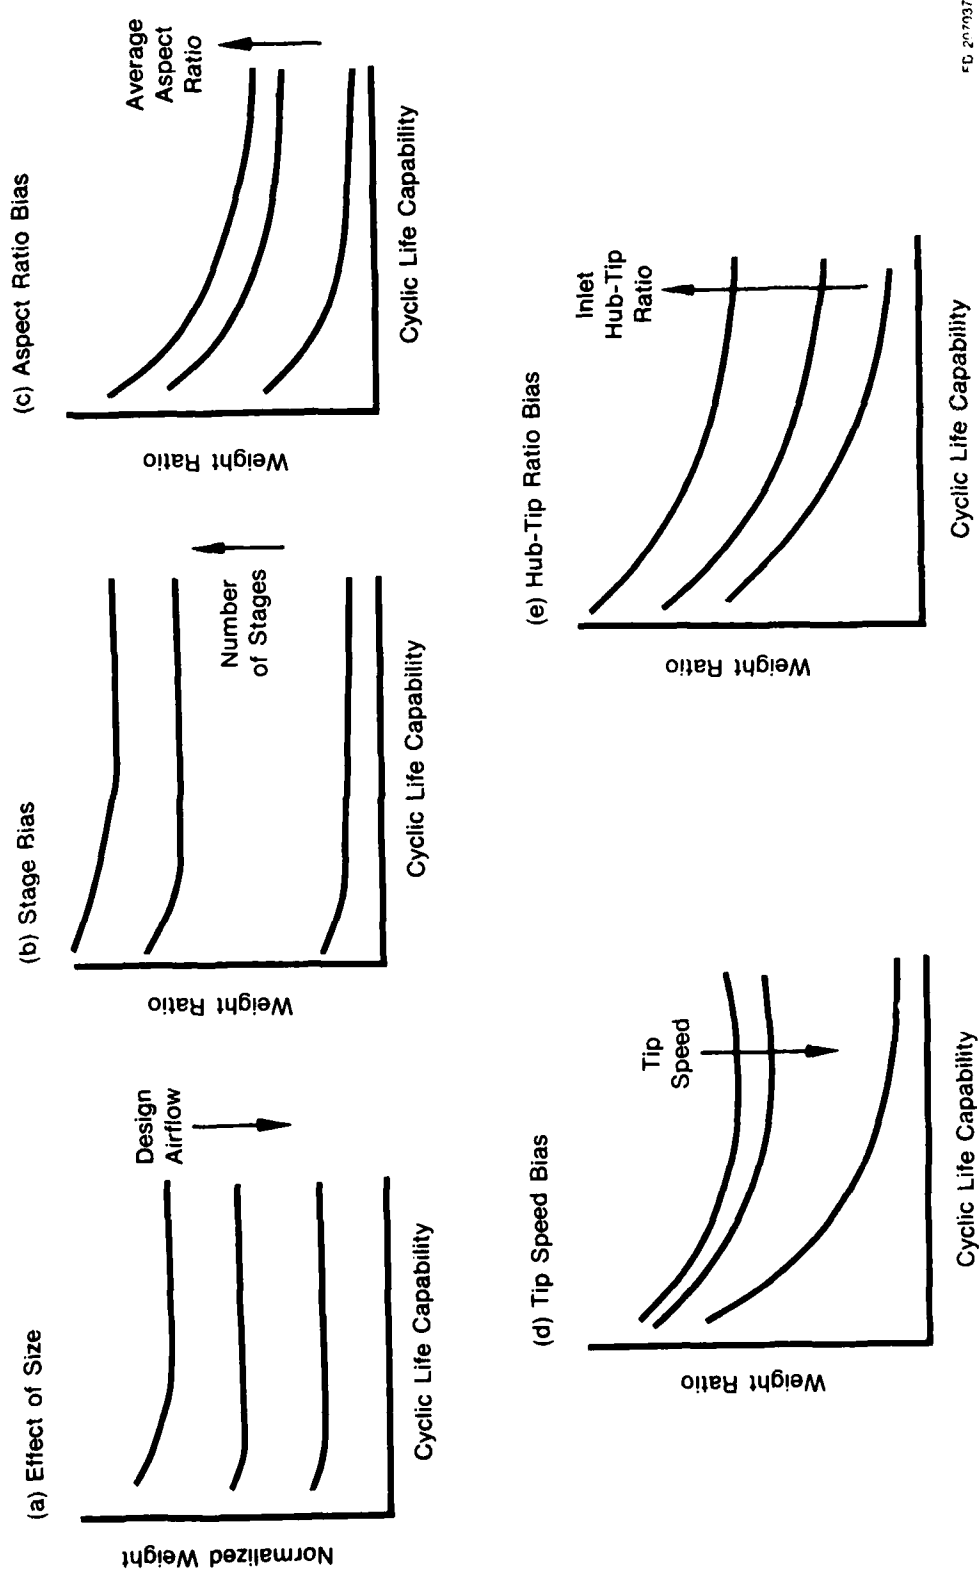 (a) Effect of Size
Normalized Weight
Design
Airflow
Cyclic Life Capability
(b) Stage Bias
Weight Ratio
Number
of Stages
Cyclic Life Capability
(c) Aspect Ratio Bias
Weight Ratio
Average
Aspect
Ratio
Cyclic Life Capability
(d) Tip Speed Bias
Weight Ratio
Tip
Speed
Cyclic Life Capability
(e) Hub-Tip Ratio Bias
Weight Ratio
Inlet
Hub-Tip
Ratio
Cyclic Life Capability